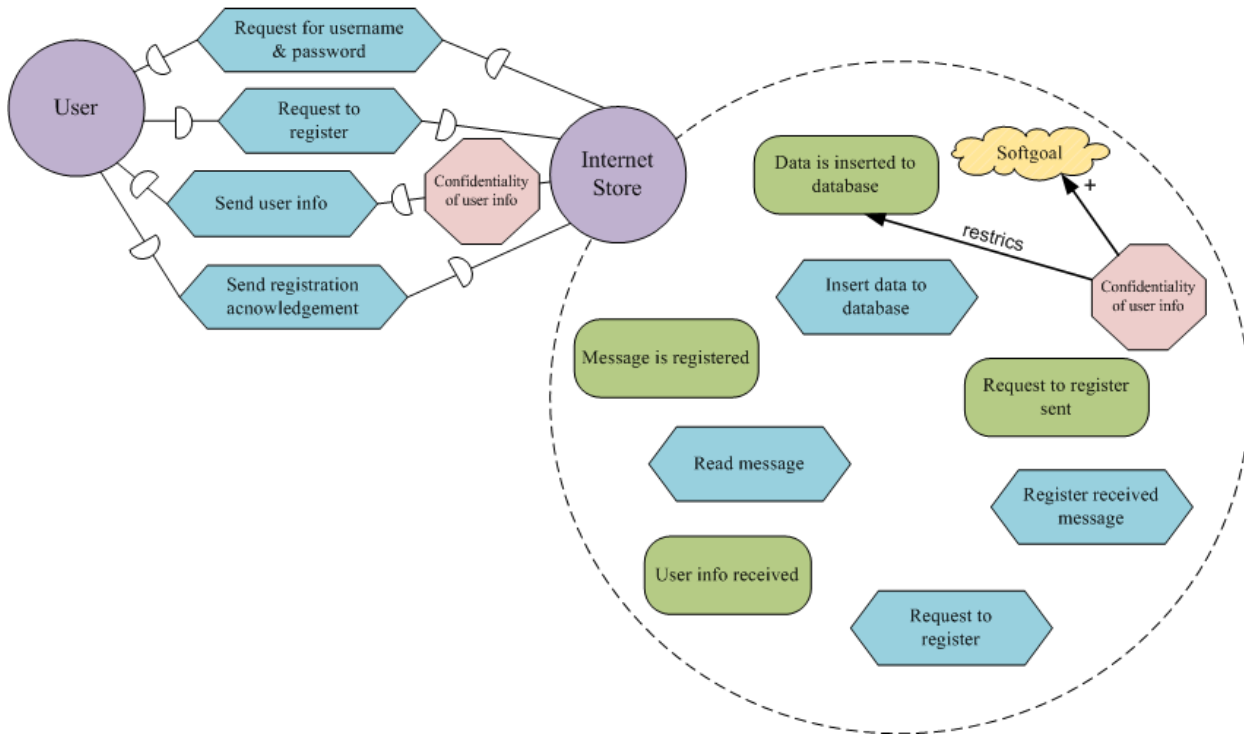 Request for username
& password
User
Request to
register
Internet
Store
Confidentiality
of user info
Send user info
Send registration
acnowledgement
Data is inserted to
database
Softgoal
+
restrics
Insert data to
database
Confidentiality
of user info
Message is registered
Request to register
sent
Read message
Register received
message
User info received
Request to
register